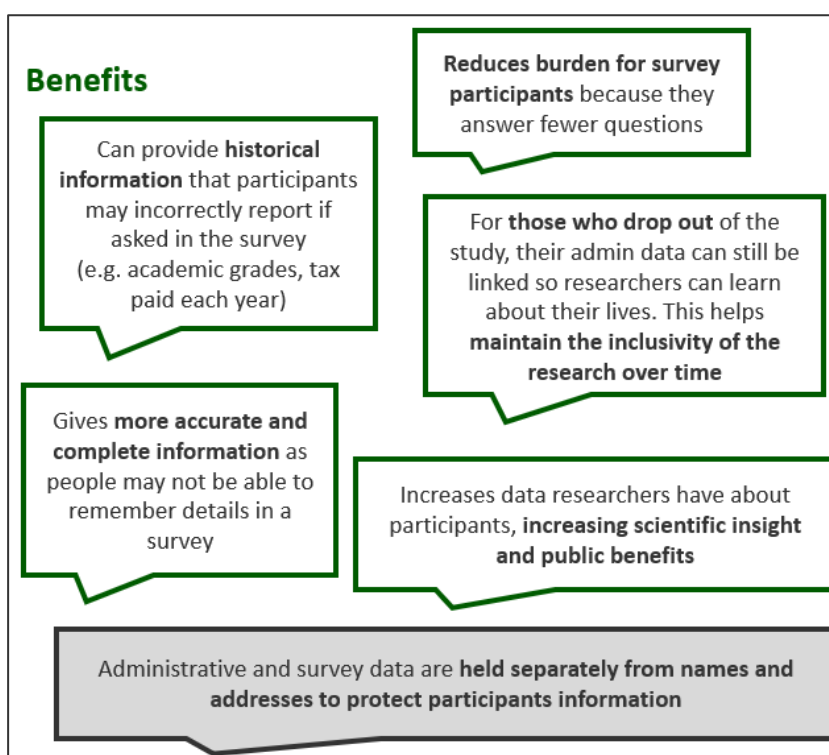 Benefits
Reduces burden for survey
participants because they
answer fewer questions
Can provide historical
information that participants
may incorrectly report if
asked in the survey
(e.g. academic grades, tax
paid each year)
For those who drop out of the
study, their admin data can still be
linked so researchers can learn
about their lives. This helps
maintain the inclusivity of the
research over time
Gives more accurate and
complete information as
people may not be able to
remember details in a
survey
Increases data researchers have about
participants, increasing scientific insight
and public benefits
Administrative and survey data are held separately from names and
addresses to protect participants information